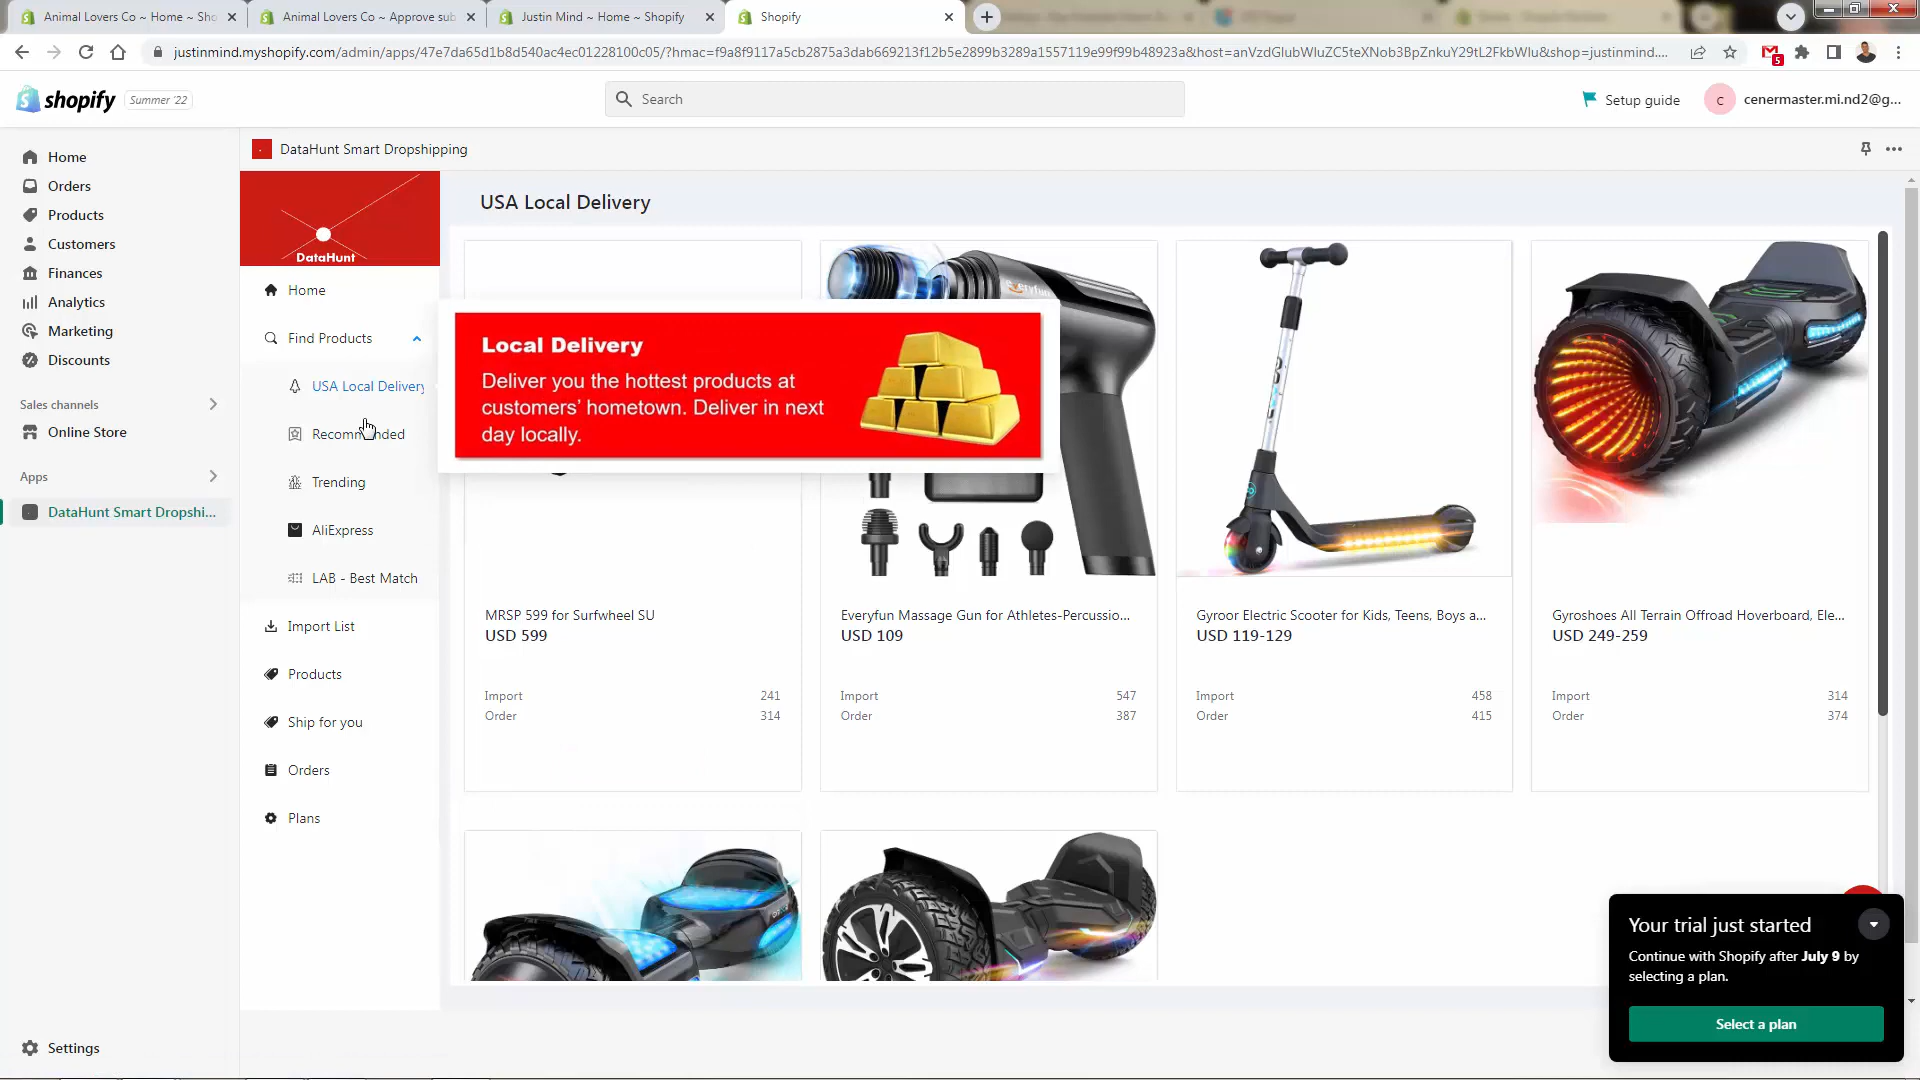 Animal Lovers Co ~ Home ~ Sho
Animal Lovers Co ~ Approve sub
Justin Mind ~ Home ~ Shopify
Shopify
justinmind.myshopify.com/admin/apps/47e7da65d1b8d540ac4ec01228100c05/?hmac=f9a8f9117a5cb2875a3dab669213f12b5e2899b3289a1557119e99f99b48923a&host=anVzdGlubWluZC5teXNob3BpZnkuY29tL2FkbWlu&shop=justinmind....
5
shopify
Summer '22
Search
Setup guide
c
cenermaster.mi.nd2@g...
Home
Orders
Products
Customers
Finances
Analytics
Marketing
Discounts
Sales channels
Online Store
Apps
DataHunt Smart Dropshi...
Settings
DataHunt Smart Dropshipping
DataHunt
Home
Find Products
USA Local Delivery
Recommended
Trending
AliExpress
LAB - Best Match
Import List
Products
Ship for you
Orders
Plans
USA Local Delivery
Local Delivery
Deliver you the hottest products at
customers' hometown. Deliver in next
day locally.
MRSP 599 for Surfwheel SU
USD 599
Import 241
Order 314
Everyfun Massage Gun for Athletes-Percussio...
USD 109
Import 547
Order 387
Gyroor Electric Scooter for Kids, Teens, Boys a...
USD 119-129
Import 458
Order 415
Gyroshoes All Terrain Offroad Hoverboard, Ele...
USD 249-259
Import 314
Order 374
Your trial just started
Continue with Shopify after July 9 by
selecting a plan.
Select a plan